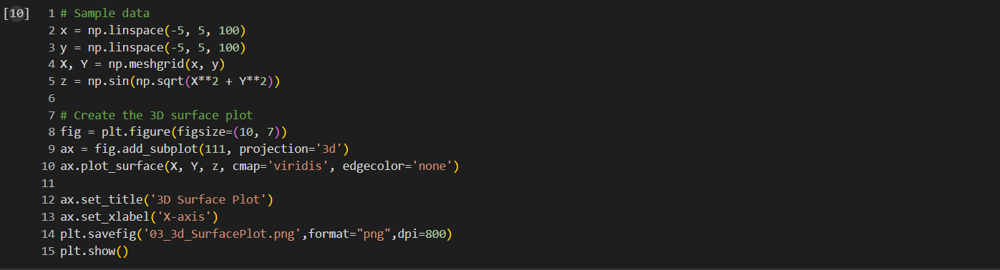 [10]
1 # Sample data
2 x = np.linspace(-5, 5, 100)
3 y = np.linspace(-5, 5, 100)
4 X, Y = np.meshgrid(x, y)
5 z = np.sin(np.sqrt(X**2 + Y**2))
6
7 # Create the 3D surface plot
8 fig = plt.figure(figsize=(10, 7))
9 ax = fig.add_subplot(111, projection='3d')
10 ax.plot_surface(X, Y, z, cmap='viridis', edgecolor='none')
11
12 ax.set_title('3D Surface Plot')
13 ax.set_xlabel('X-axis')
14 plt.savefig('03_3d_SurfacePlot.png',format="png",dpi=800)
15 plt.show()